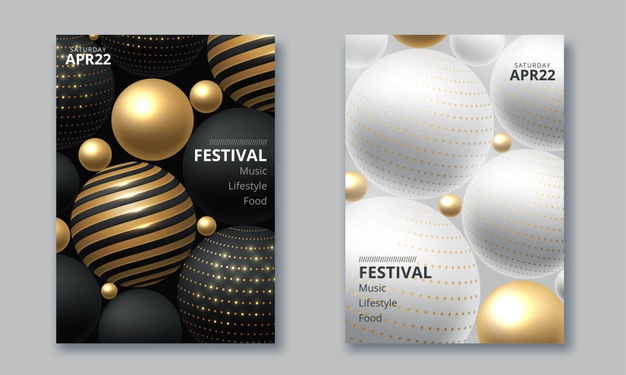 SATURDAY
APR22
FESTIVAL
Music
Lifestyle
Food
SATURDAY
APR22
FESTIVAL
Music
Lifestyle
Food